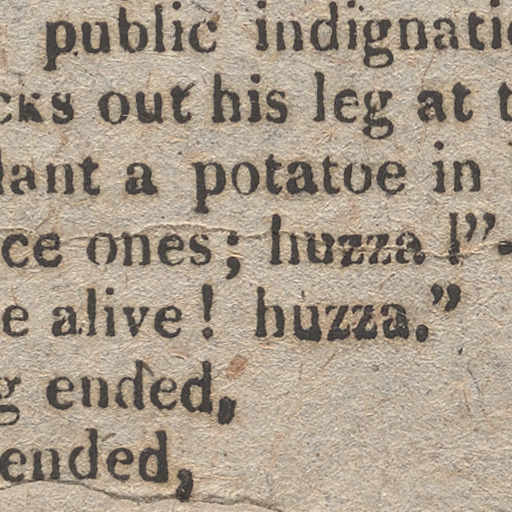 public indignati
cks out his leg at t
lant a potatoe in
ce ones; huzza!”-
e alive! huzza.”
g ended,
ended,